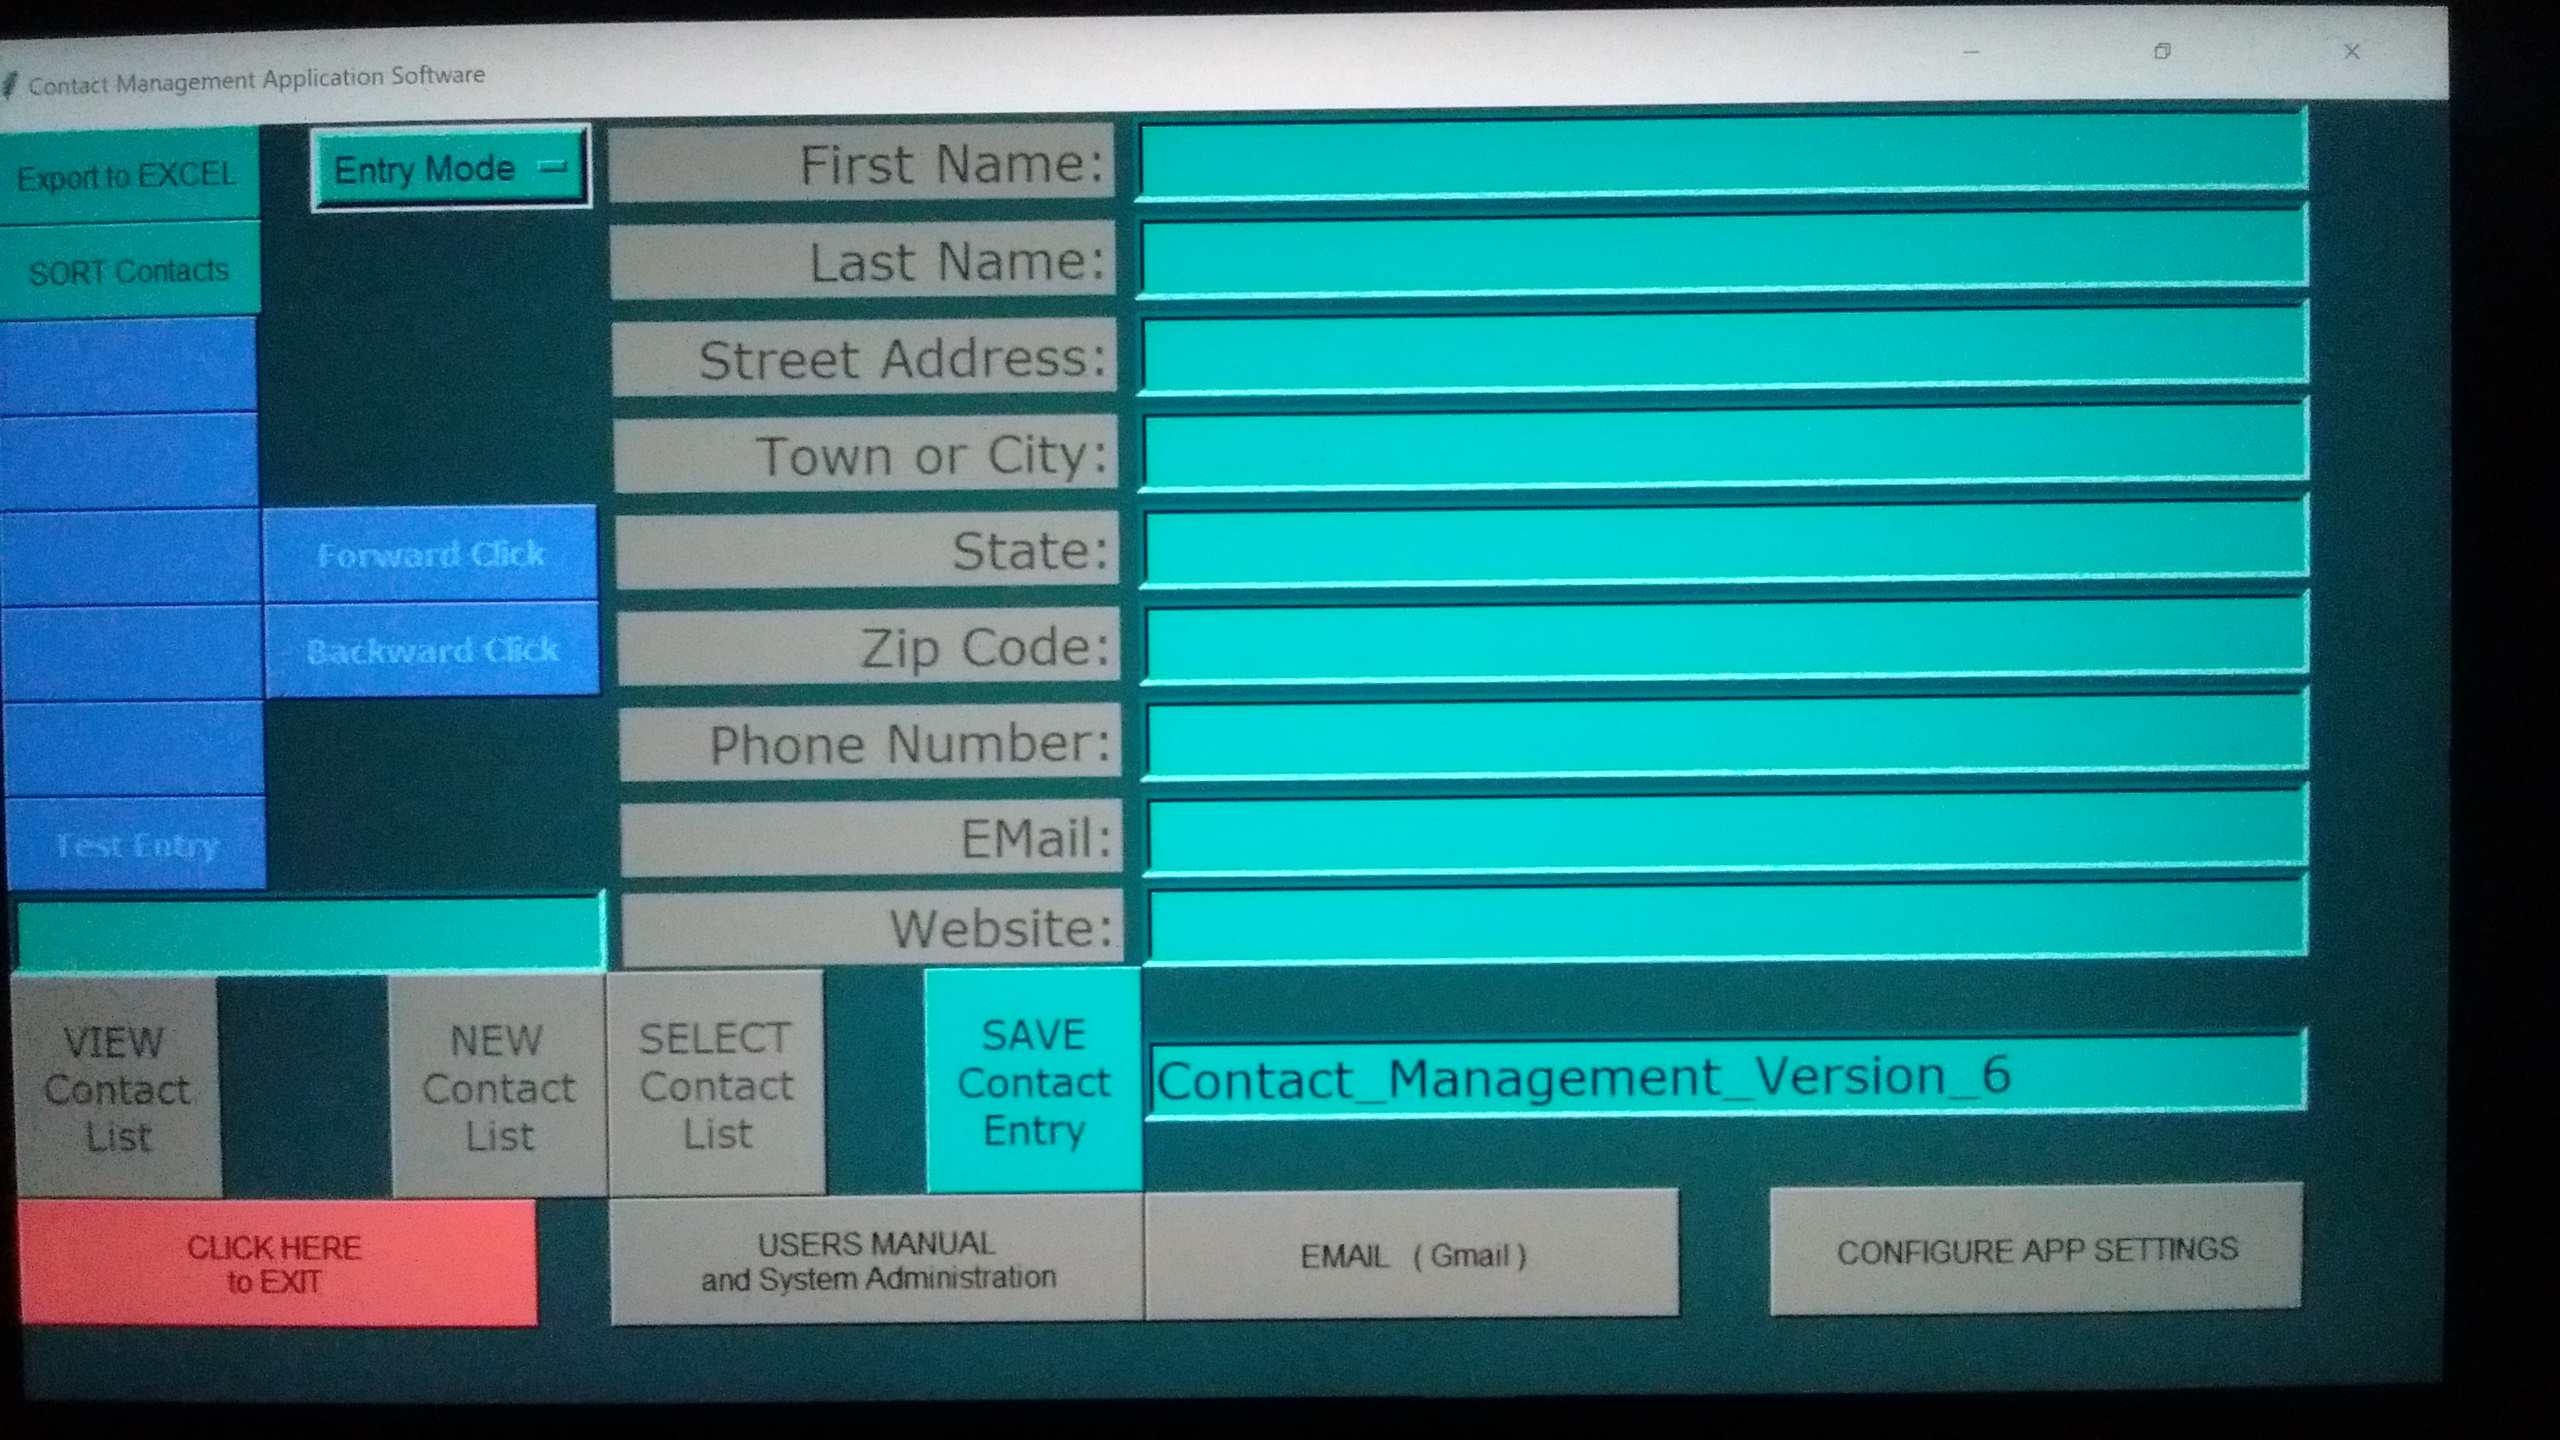 Contact Management Application Software
Export to EXCEL
SORT Contacts
Entry Mode
Forward Click
Backward Click
Test Entry
First Name:
Last Name:
Street Address:
Town or City:
State:
Zip Code:
Phone Number:
EMail:
Website:
VIEW
Contact
List
NEW
Contact
List
SELECT
Contact
List
SAVE
Contact
Entry
Contact_Management_Version_6
CLICK HERE
to EXIT
USERS MANUAL
and System Administration
EMAIL ( Gmail )
CONFIGURE APP SETTINGS